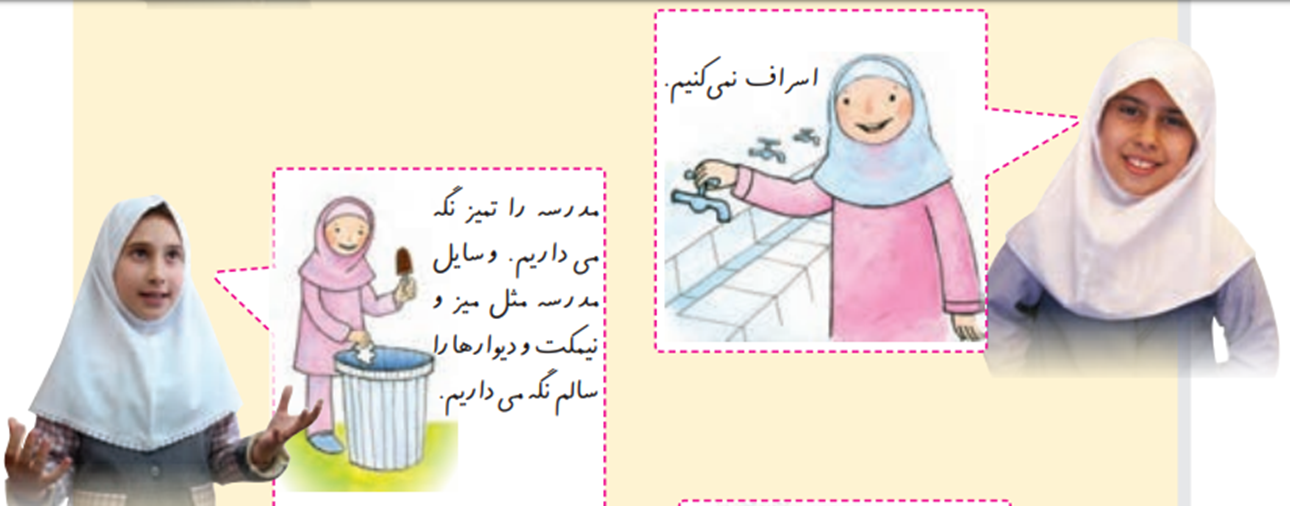 اسراف نمی‌کنیم.
مدرسه را تمیز نگه
می داریم. وسایل
مدرسه مثل میز و
نیمکت و دیوارها را
سالم نگه می داریم.